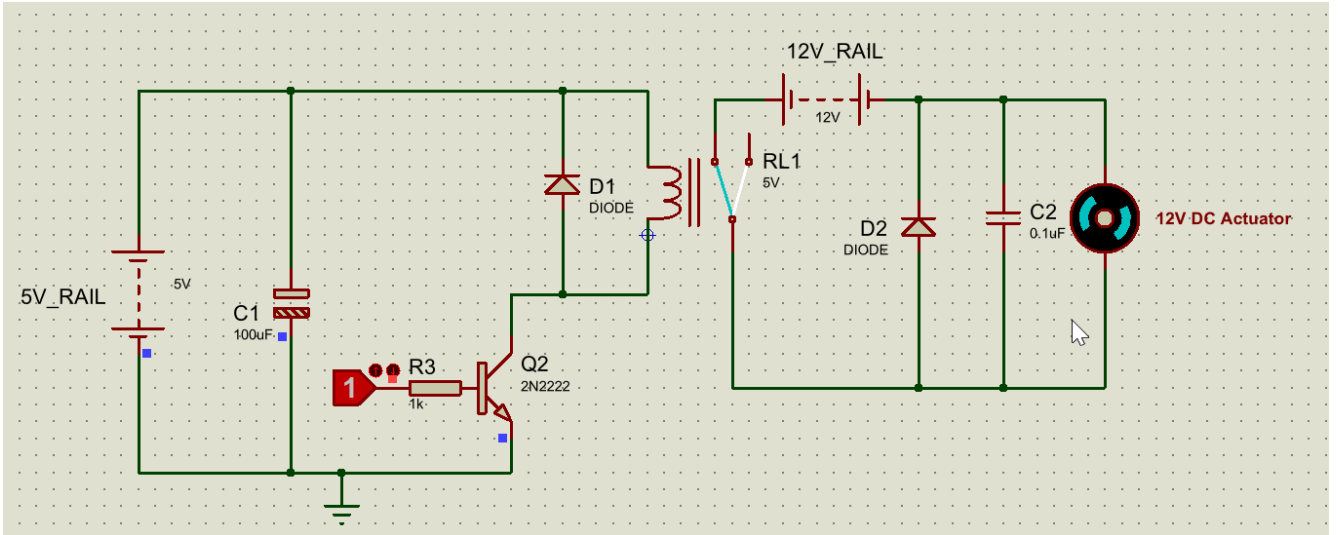 12V_RAIL
12V
RL1
5V
D1
DIODE
C2
0.1uF
12V DC Actuator
D2
DIODE
5V
5V_RAIL
C1
100uF
R3
1k
1
Q2
2N2222